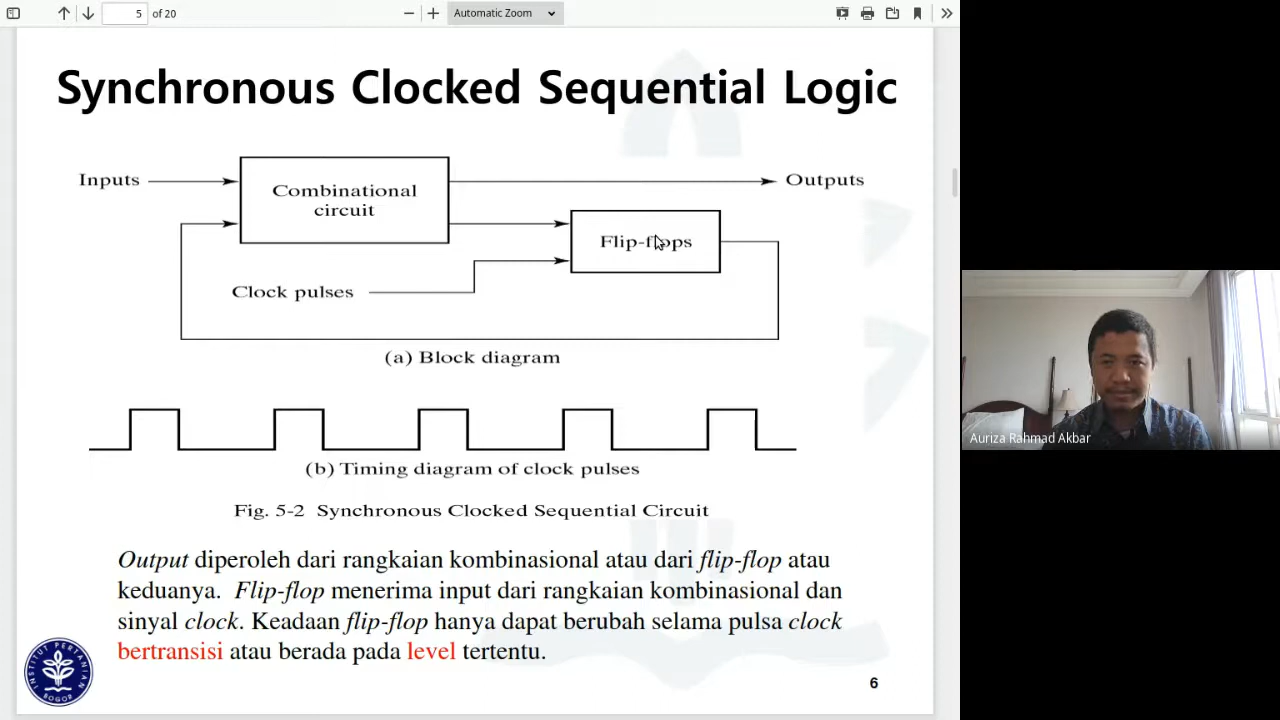 5 of 20
Automatic Zoom
Synchronous Clocked Sequential Logic
Inputs
Combinational
circuit
Outputs
Flip-flops
Clock pulses
(a) Block diagram
(b) Timing diagram of clock pulses
Fig. 5-2 Synchronous Clocked Sequential Circuit
Output diperoleh dari rangkaian kombinasional atau dari flip-flop atau
keduanya. Flip-flop menerima input dari rangkaian kombinasional dan
sinyal clock. Keadaan flip-flop hanya dapat berubah selama pulsa clock
bertransisi atau berada pada level tertentu.
INSTITUT PERTANIAN
BOGOR
6
Auriza Rahmad Akbar